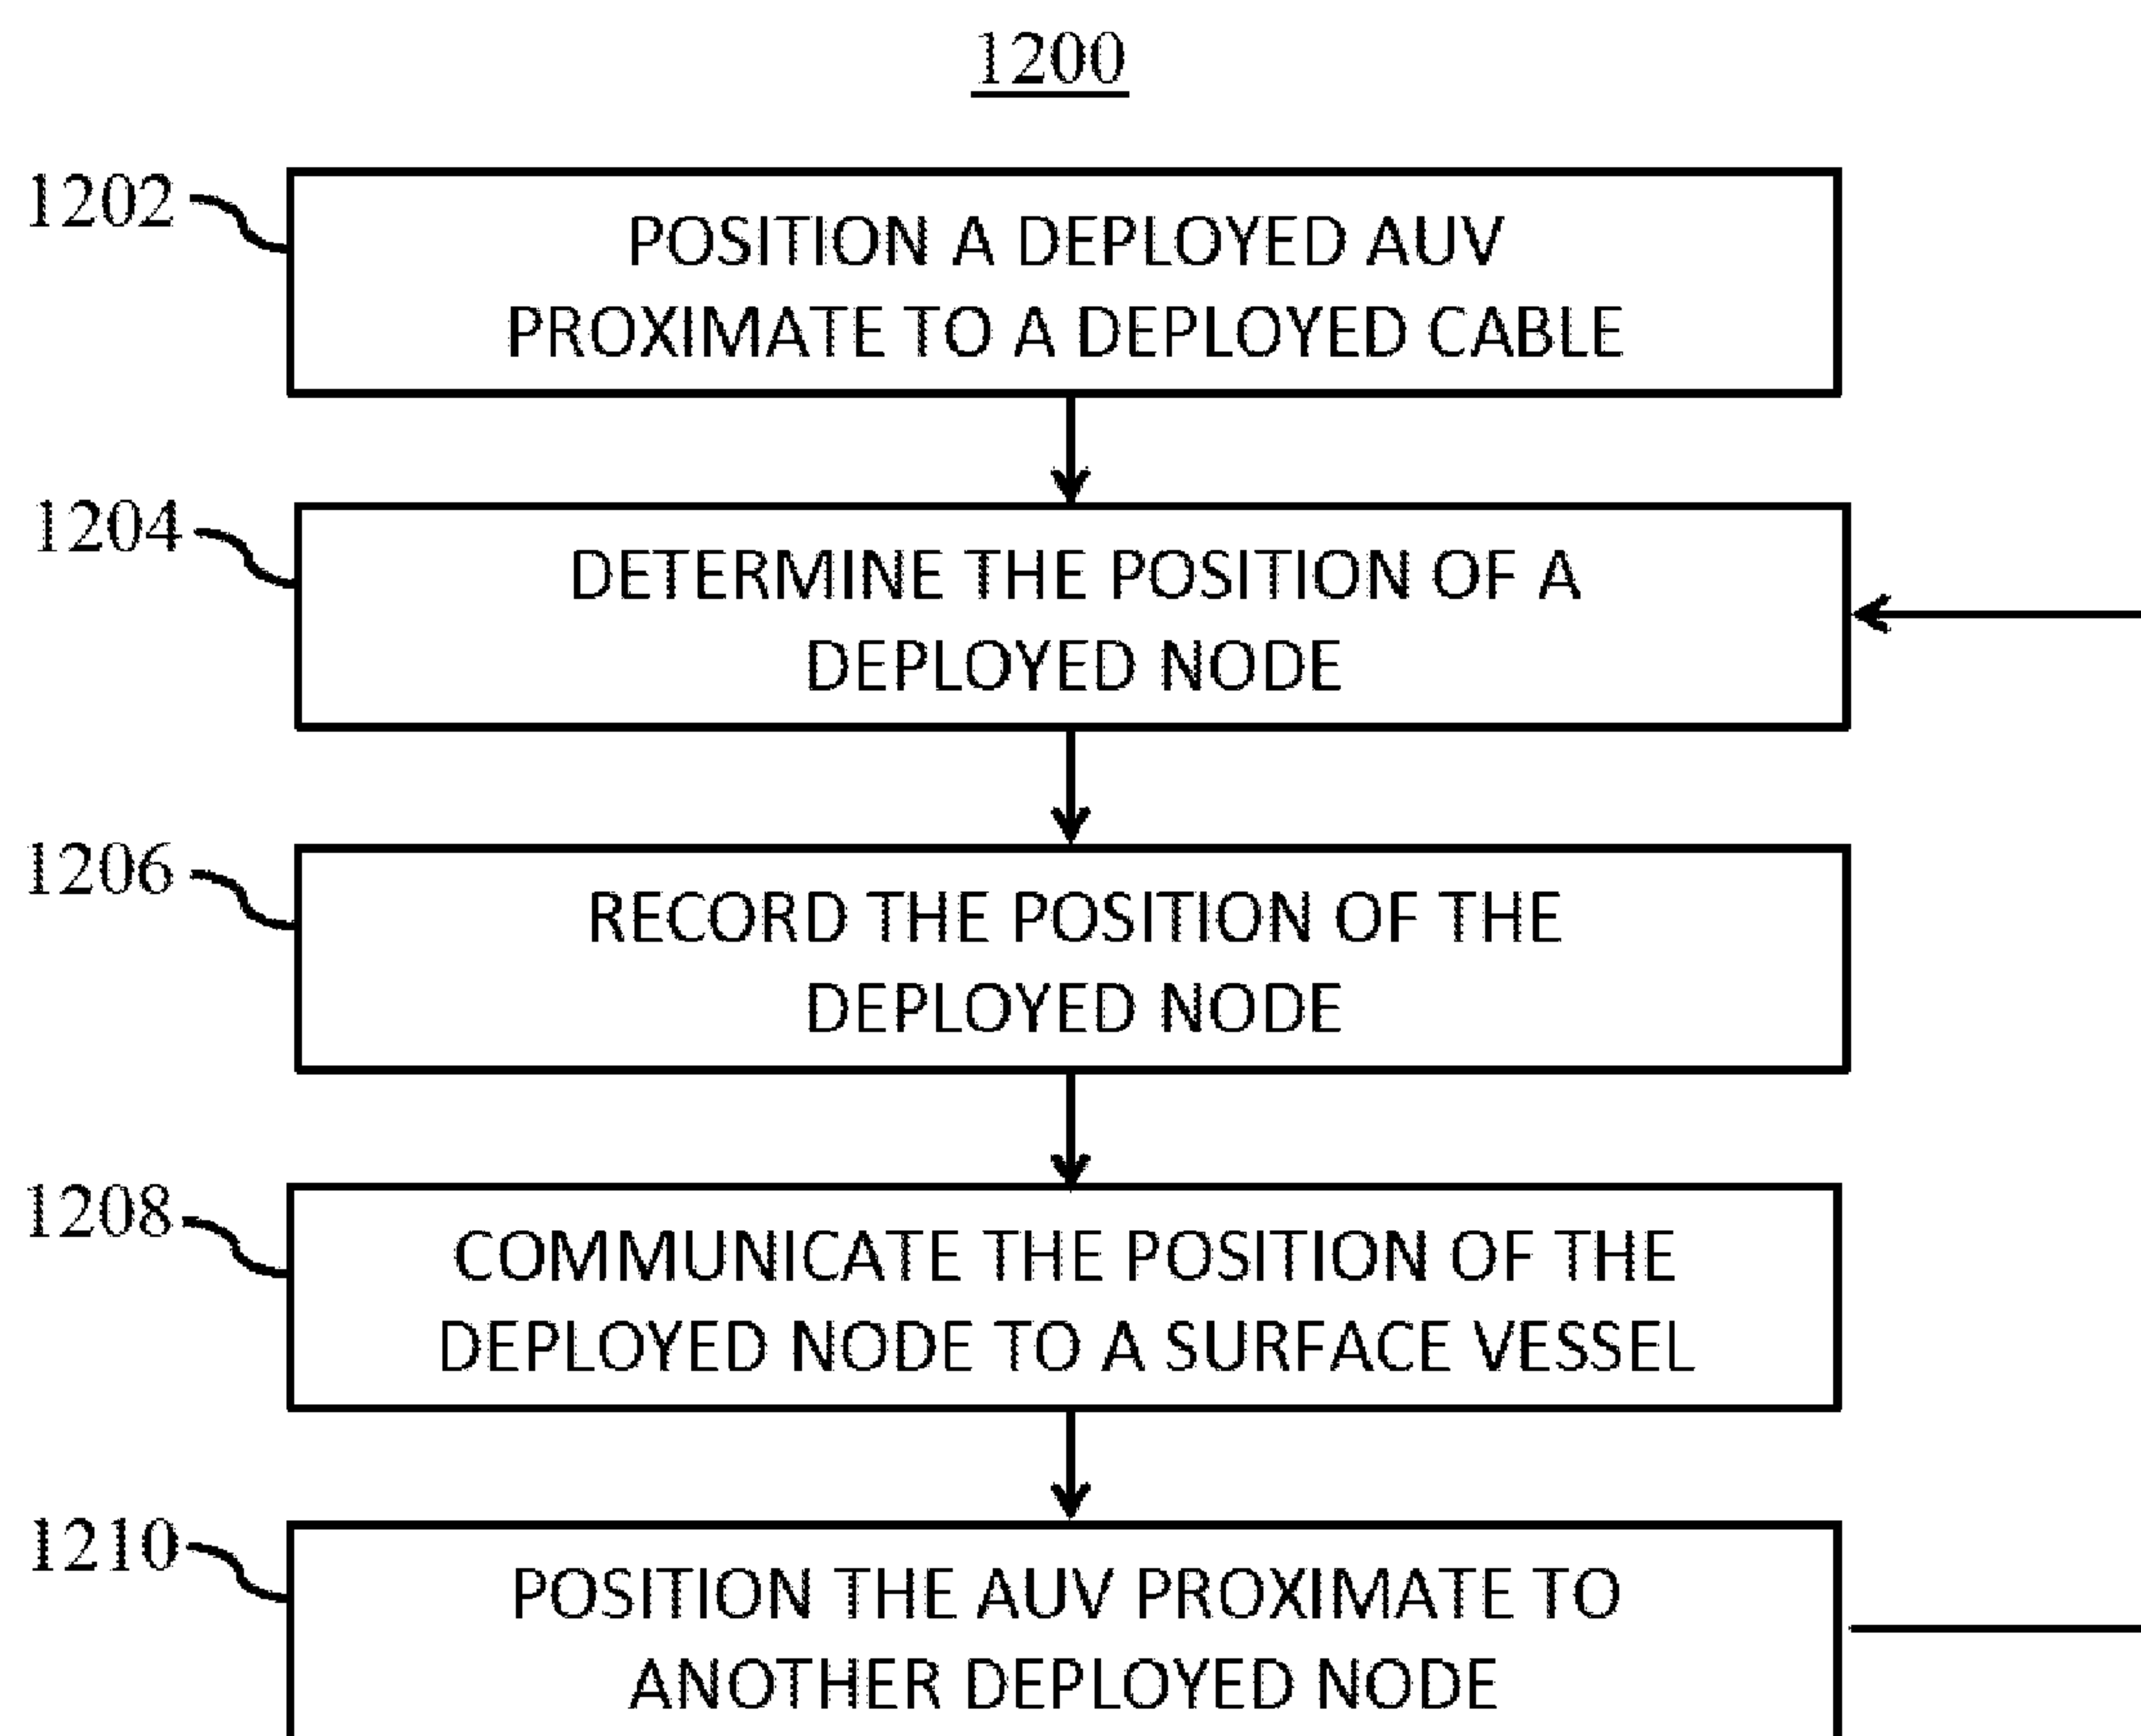 1200
1202
POSITION A DEPLOYED AUV
PROXIMATE TO A DEPLOYED CABLE
1204
DETERMINE THE POSITION OF A
DEPLOYED NODE
1206
RECORD THE POSITION OF THE
DEPLOYED NODE
1208
COMMUNICATE THE POSITION OF THE
DEPLOYED NODE TO A SURFACE VESSEL
1210
POSITION THE AUV PROXIMATE TO
ANOTHER DEPLOYED NODE